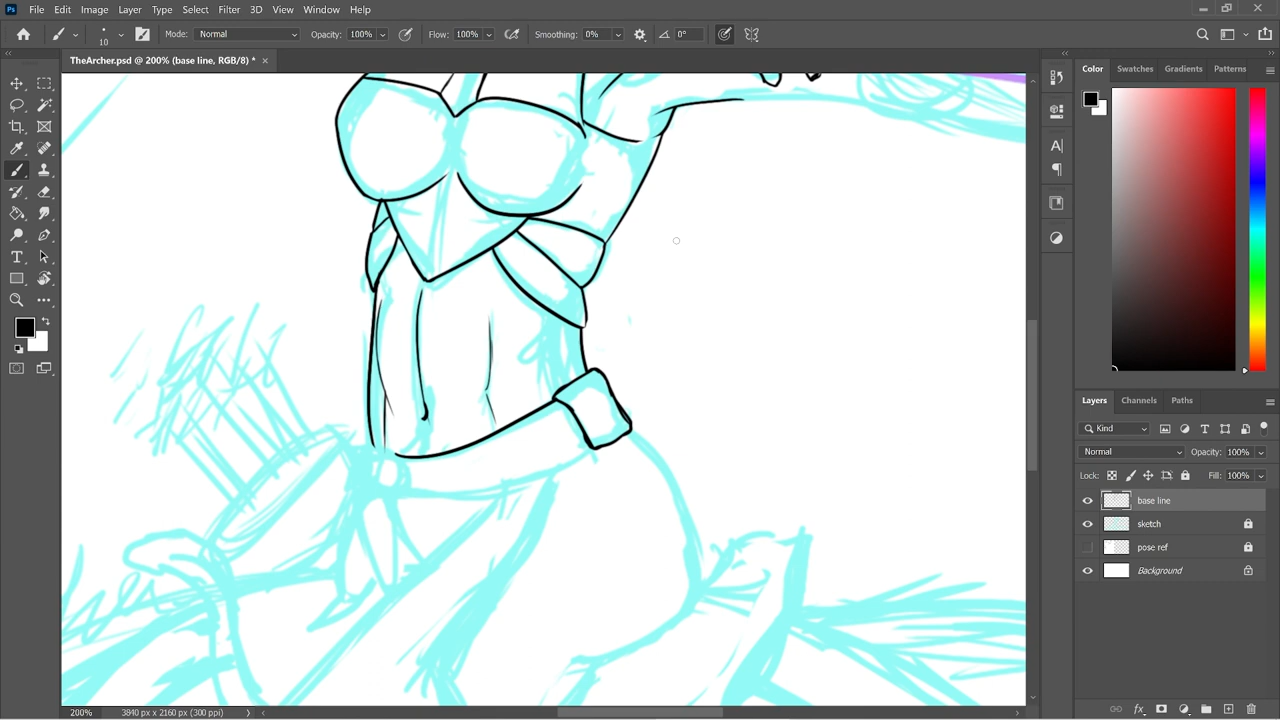 Ps File Edit Image Layer Type Select Filter 3D View Window Help
10 Mode: Normal Opacity: 100% Flow: 100% Smoothing: 0% 0°
TheArcher.psd @ 200% (base line, RGB/8) * ×
Color Swatches Gradients Patterns
Layers Channels Paths
Kind
Normal Opacity: 100%
Lock: Fill: 100%
base line
sketch
pose ref
Background
200% 3840 px x 2160 px (300 ppi)